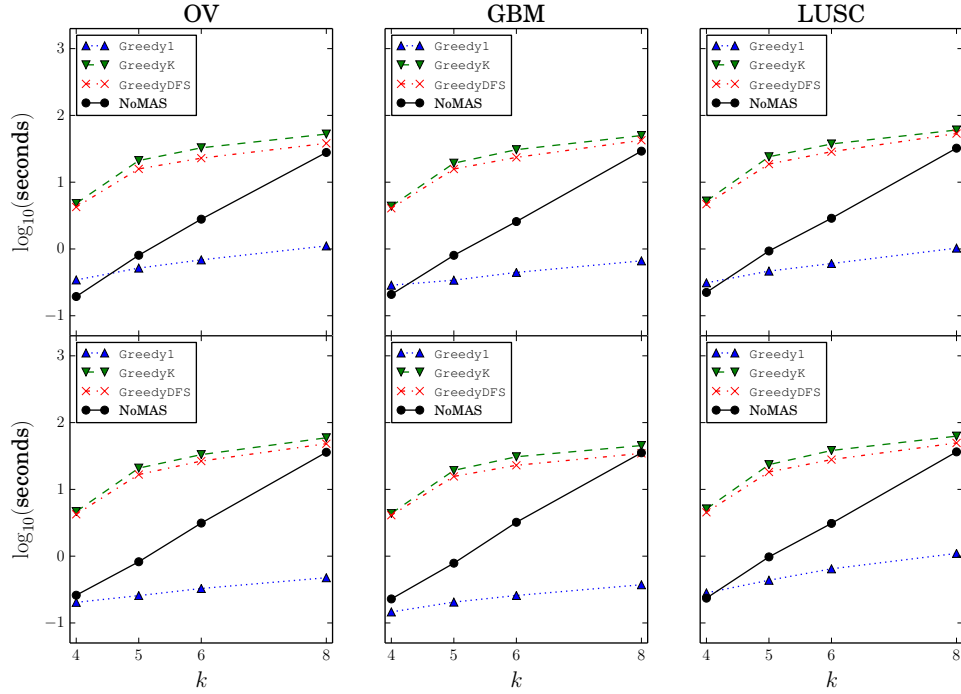 OV GBM LUSC
3 Greedy1 Greedy1 Greedy1
GreedyK GreedyK GreedyK
GreedyDFS GreedyDFS GreedyDFS
2 NoMAS NoMAS NoMAS
1
0
−1
log₁₀(seconds)
3 Greedy1 Greedy1 Greedy1
GreedyK GreedyK GreedyK
GreedyDFS GreedyDFS GreedyDFS
2 NoMAS NoMAS NoMAS
1
0
−1
log₁₀(seconds)
4 5 6 8 4 5 6 8 4 5 6 8
k k k